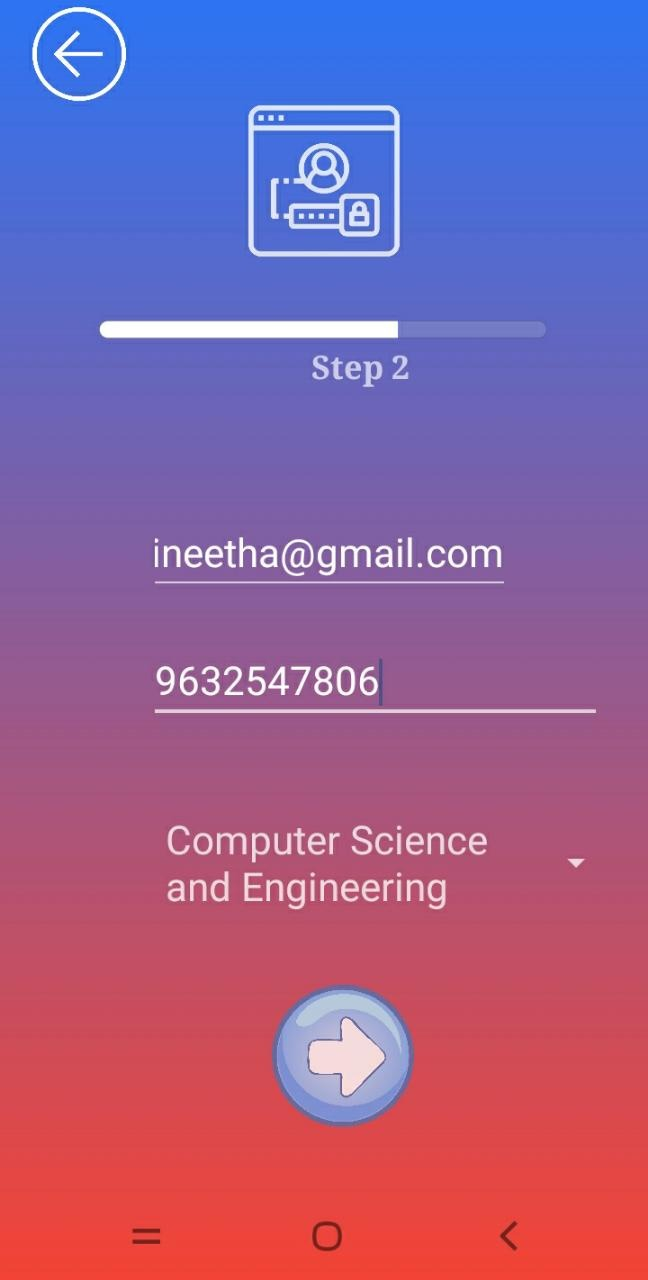 Step 2
ineetha@gmail.com
9632547806
Computer Science
and Engineering